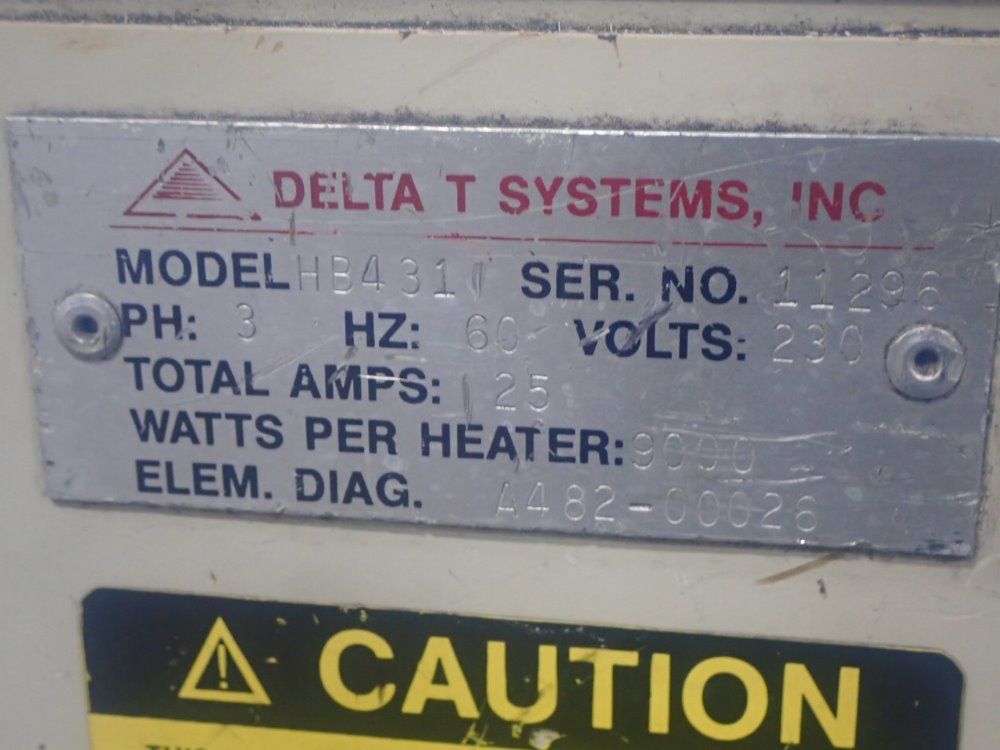 DELTA T SYSTEMS, INC
MODEL HB431 SER. NO. 11296
PH: 3 HZ: 60 VOLTS: 230
TOTAL AMPS: 25
WATTS PER HEATER: 9000
ELEM. DIAG. A482-00026
CAUTION